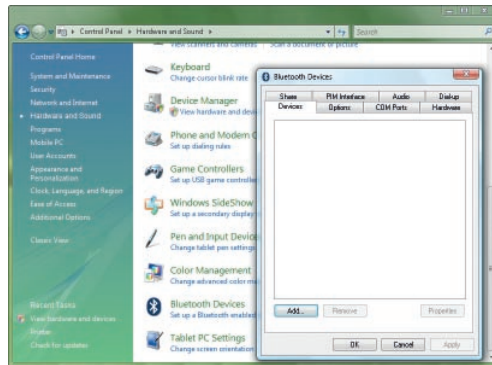 Control Panel ▸ Hardware and Sound ▸
Search
Control Panel Home
System and Maintenance
Security
Network and Internet
Hardware and Sound
Programs
Mobile PC
User Accounts
Appearance and
Personalization
Clock, Language, and Region
Ease of Access
Additional Options
Classic View
Recent Tasks
View hardware and devices
Printer
Check for updates
View scanners and cameras
Scan a document or picture
Keyboard
Change cursor blink rate
Device Manager
View hardware and devi
Phone and Modem O
Set up dialing rules
Game Controllers
Set up USB game controlle
Windows SideShow
Set up a secondary display
Pen and Input Devic
Change tablet pen settings
Color Management
Change advanced color m
Bluetooth Devices
Set up a Bluetooth enabled
Tablet PC Settings
Change screen orientation
Bluetooth Devices
Share PIM Interface Audio Dialup
Devices Options COM Ports Hardware
Add... Remove Properties
OK Cancel Apply